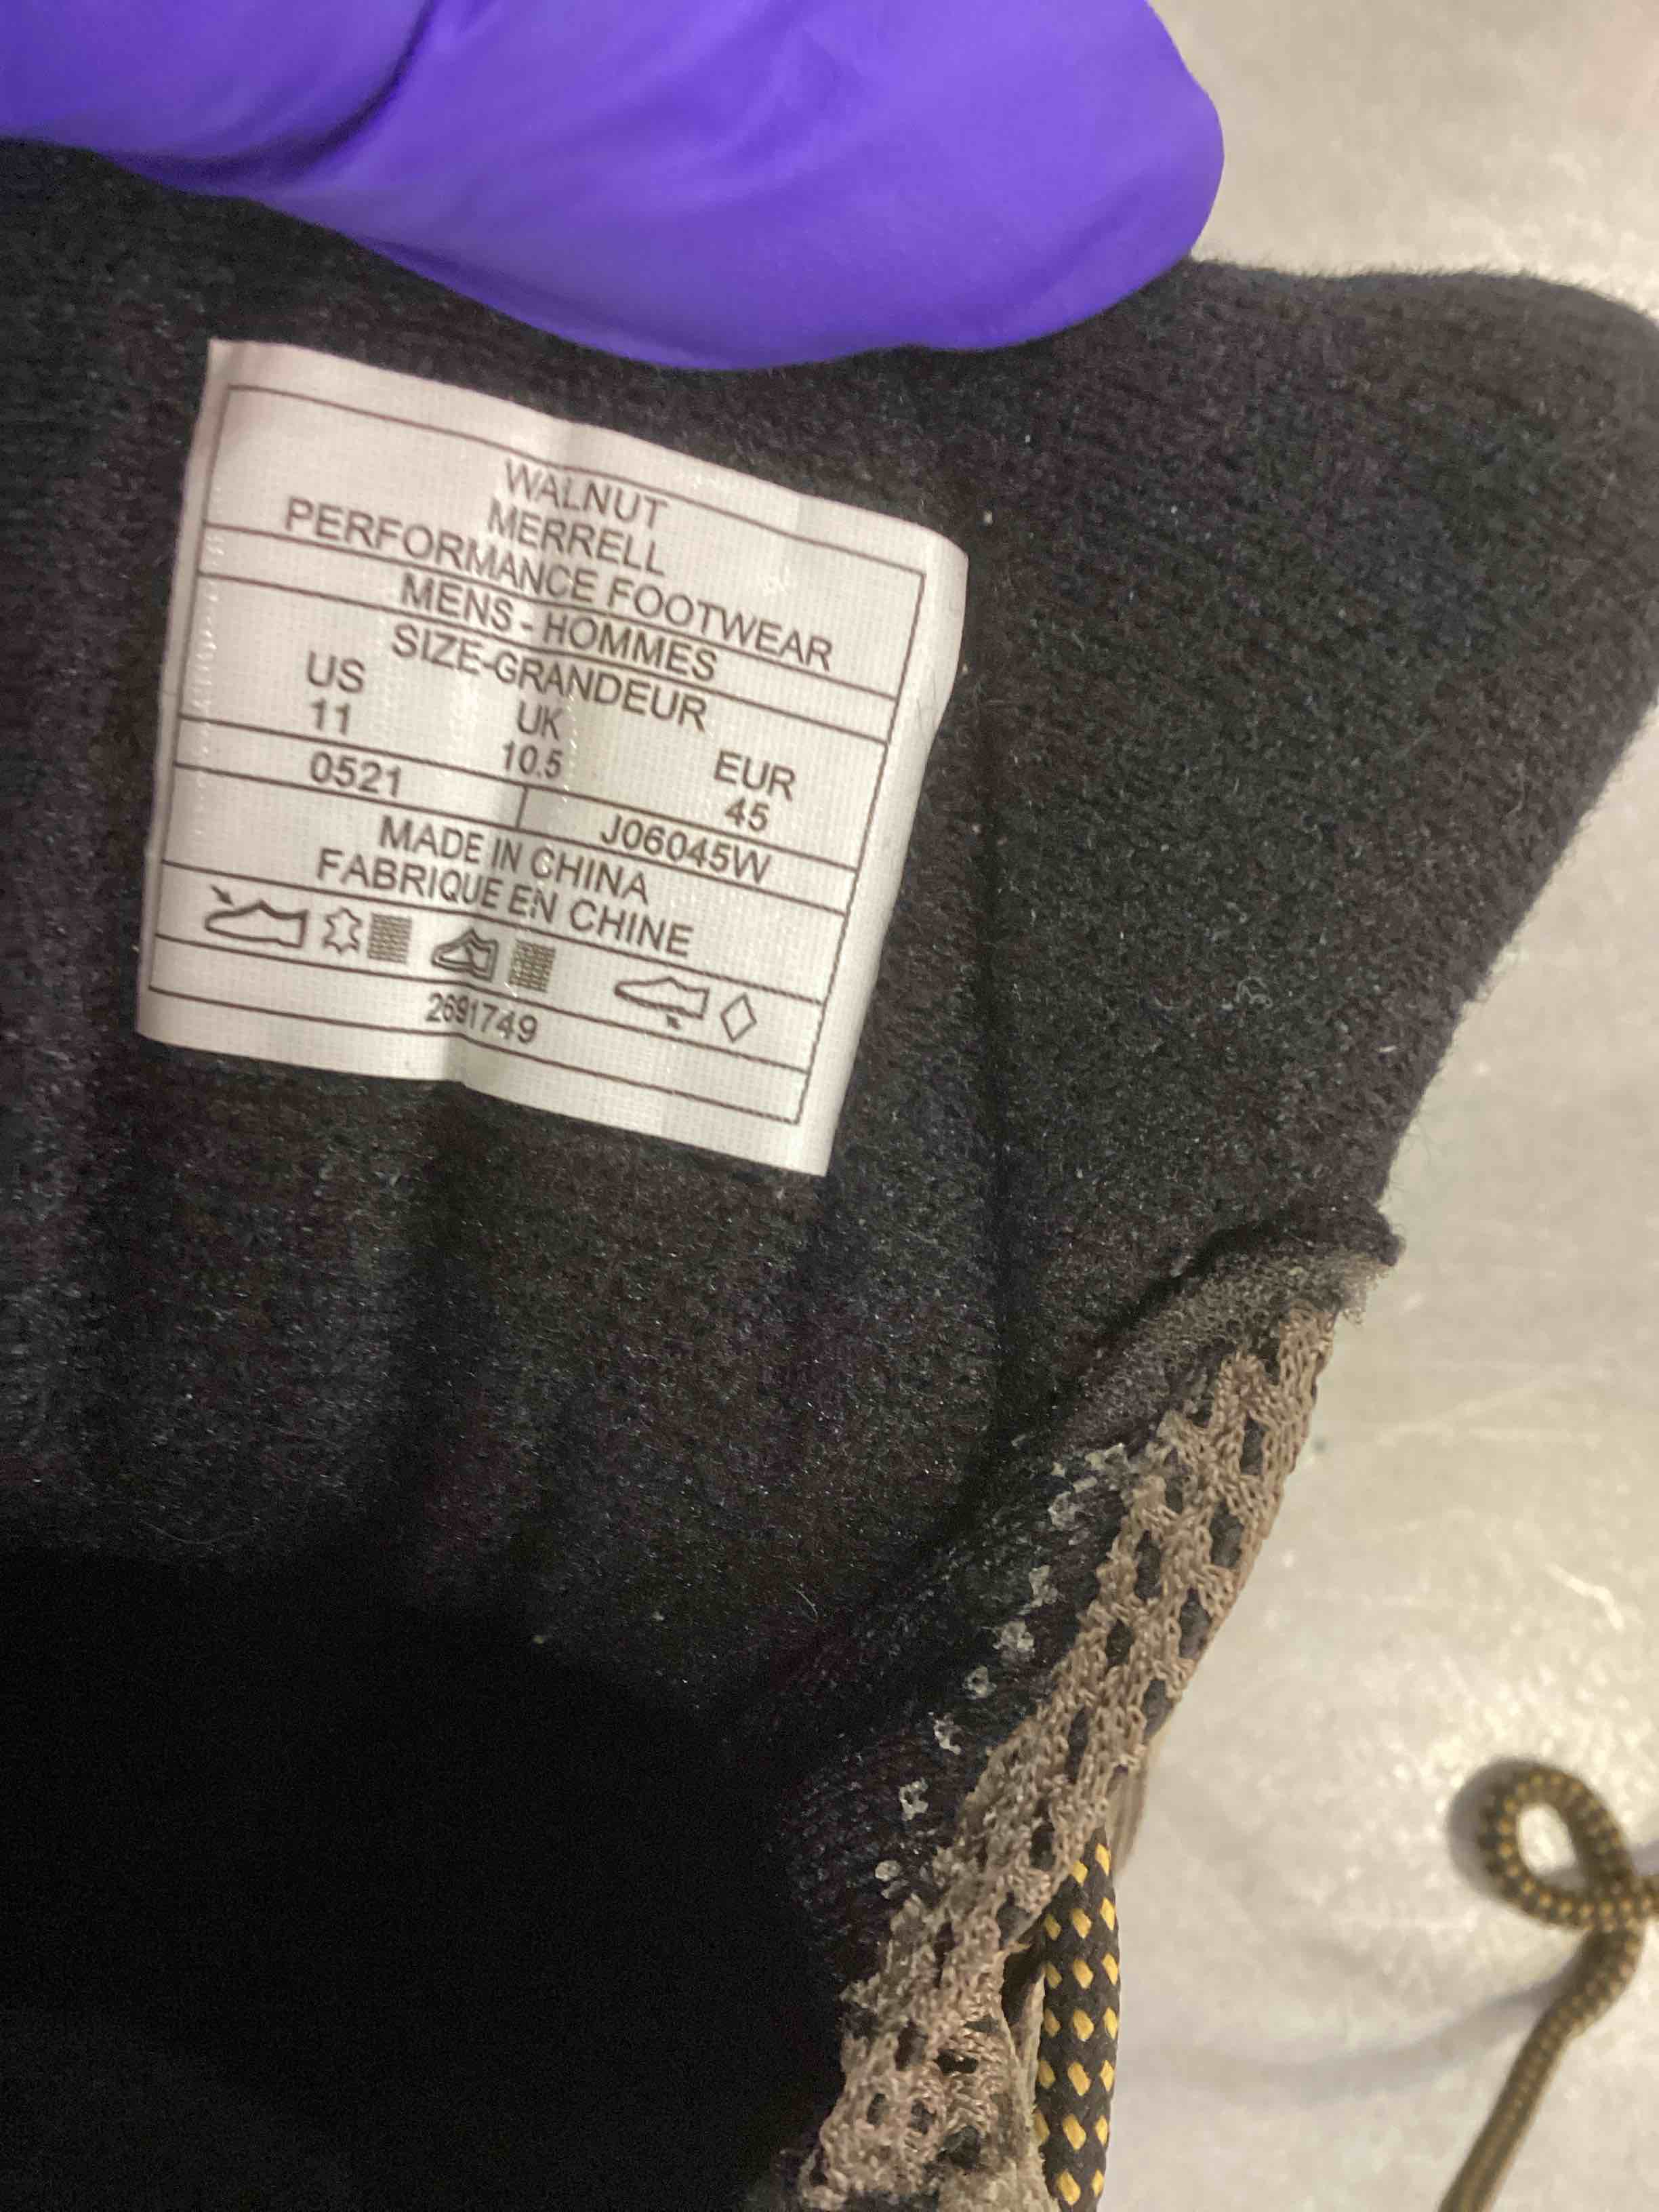 WALNUT
MERRELL
PERFORMANCE FOOTWEAR
MENS - HOMMES
SIZE-GRANDEUR
US UK EUR
11 10.5 45
0521 J06045W
MADE IN CHINA
FABRIQUE EN CHINE
2691749